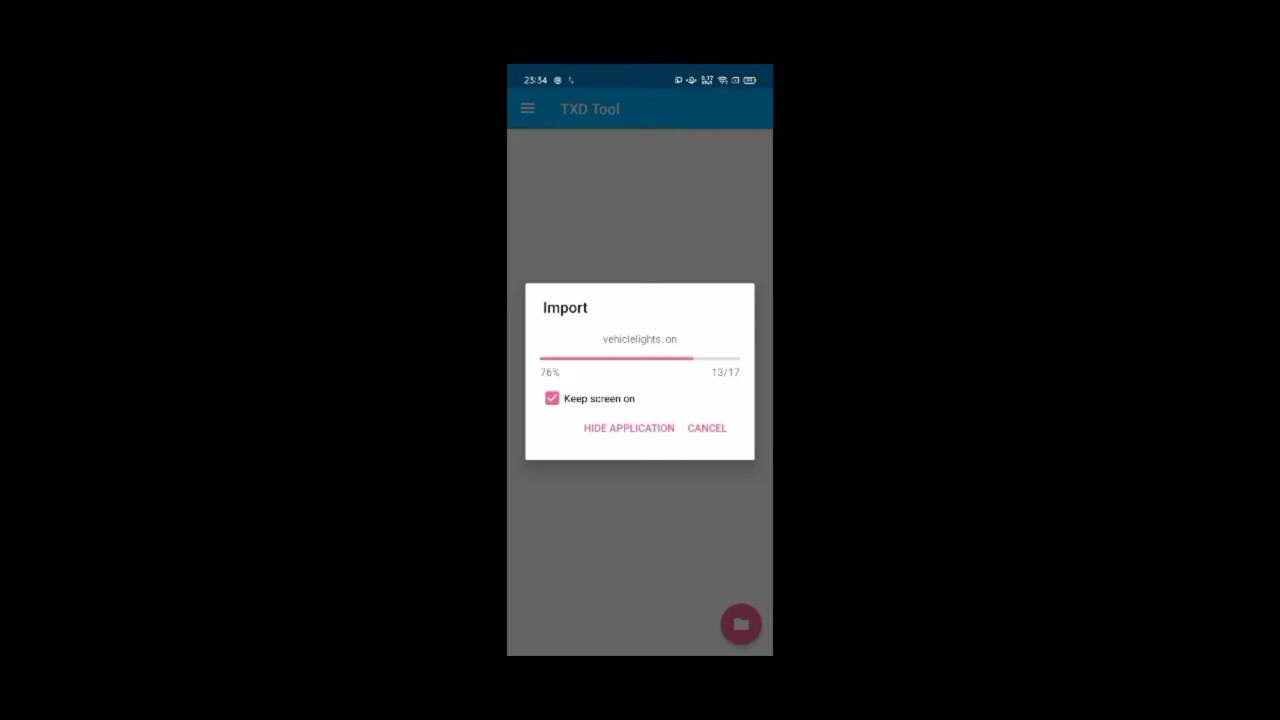 23:34
TXD Tool
Import
vehiclelights_on
76% 13/17
Keep screen on
HIDE APPLICATION CANCEL